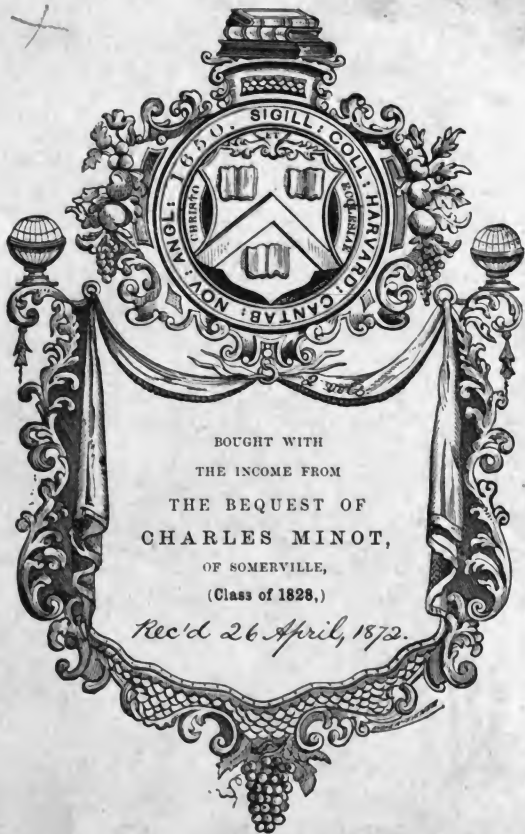 SIGILL: COLL: HARVARD: CANTAB: NOV: ANGL: 1650.
ET
CHRISTO
ECCLESIAE
BOUGHT WITH
THE INCOME FROM
THE BEQUEST OF
CHARLES MINOT,
OF SOMERVILLE,
(Class of 1828,)
Rec'd 26 April, 1872.